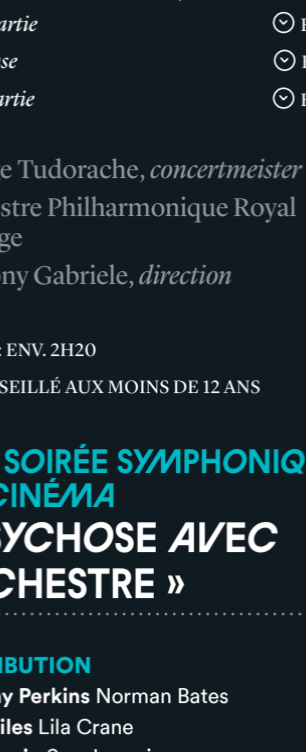 artie
se
artie
e Tudorache, concertmeister
stre Philharmonique Royal
ge
ny Gabriele, direction
: ENV. 2H20
SEILLÉ AUX MOINS DE 12 ANS
SOIRÉE SYMPHONIQ
CINÉMA
SYCHOSE AVEC
CHESTRE »
IBUTION
y Perkins Norman Bates
iles Lila Crane